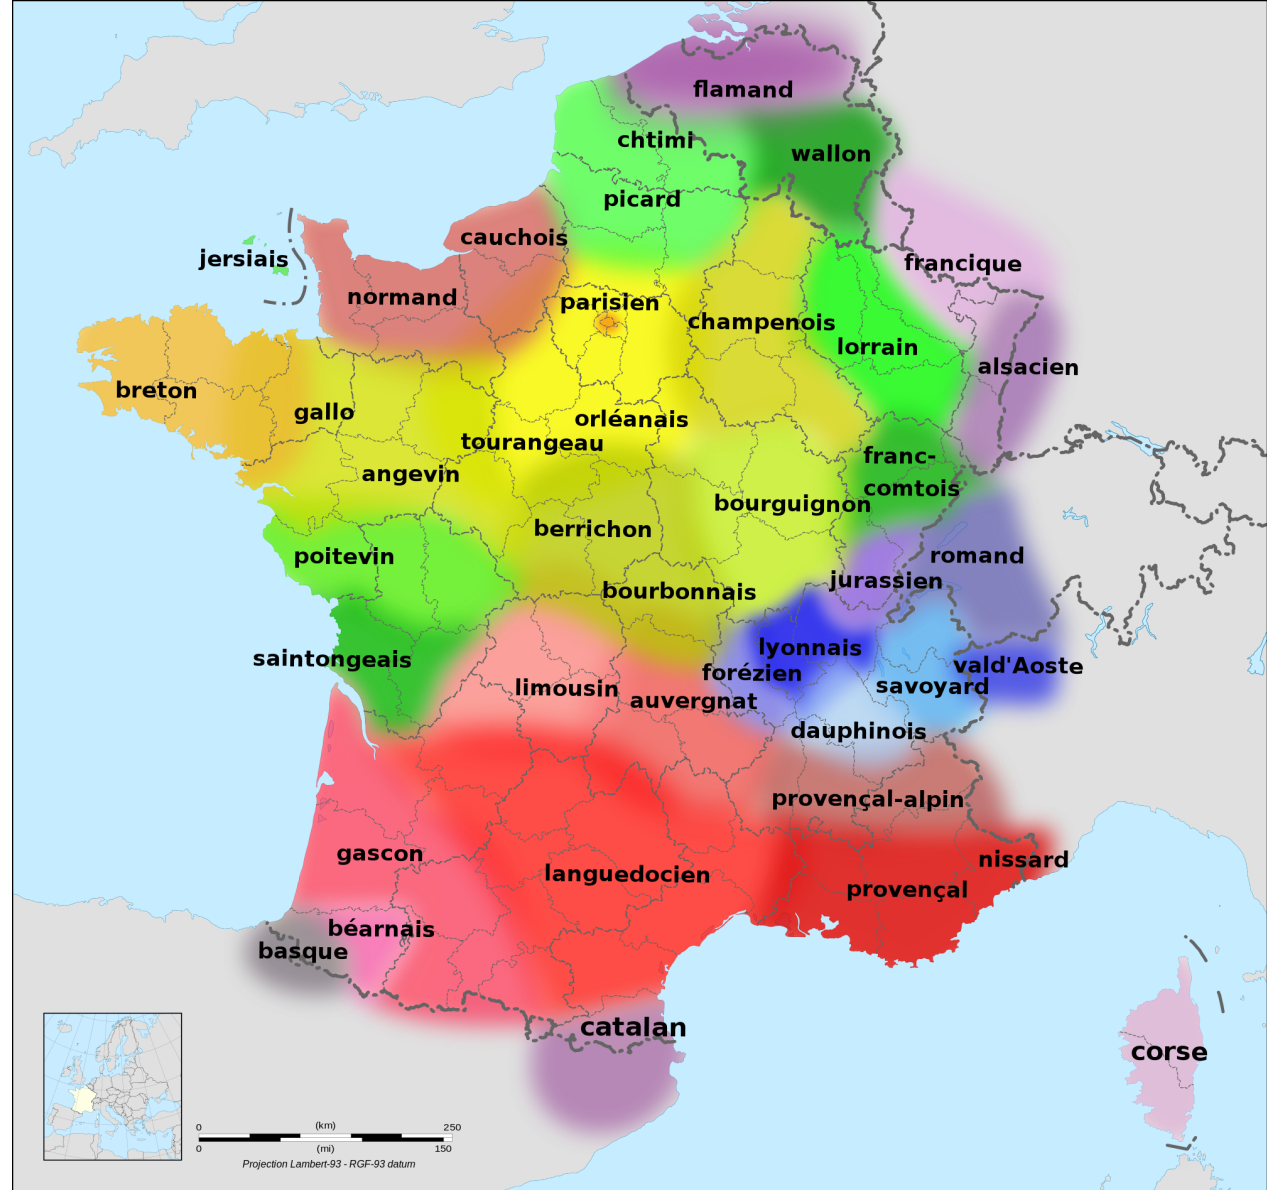 flamand
chtimi
wallon
picard
cauchois
jersiais
francique
normand
parisien
champenois
lorrain
alsacien
breton
gallo
orléanais
tourangeau
angevin
franc-
comtois
bourguignon
berrichon
poitevin
romand
jurassien
bourbonnais
lyonnais
saintongeais
vald'Aoste
forézien
savoyard
limousin
auvergnat
dauphinois
provençal-alpin
gascon
nissard
languedocien
provençal
béarnais
basque
catalan
corse
0 (km) 250
0 (mi) 150
Projection Lambert-93 - RGF-93 datum